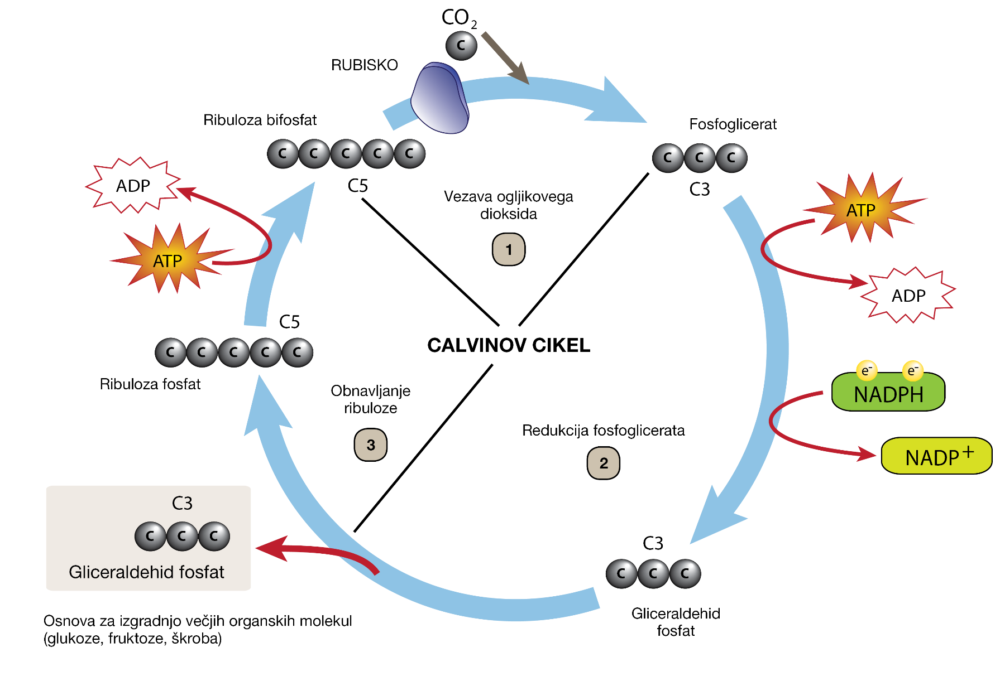 CO2
C
RUBISKO
Ribuloza bifosfat
C C C C C
C5
Fosfoglicerat
C C C
C3
ADP
ATP
Vezava ogljikovega
dioksida
1
ATP
ADP
C5
C C C C C
Ribuloza fosfat
CALVINOV CIKEL
Obnavljanje
ribuloze
3
Redukcija fosfoglicerata
2
e- e-
NADPH
NADP+
C3
C C C
Gliceraldehid fosfat
C3
C C C
Gliceraldehid
fosfat
Osnova za izgradnjo večjih organskih molekul
(glukoze, fruktoze, škroba)